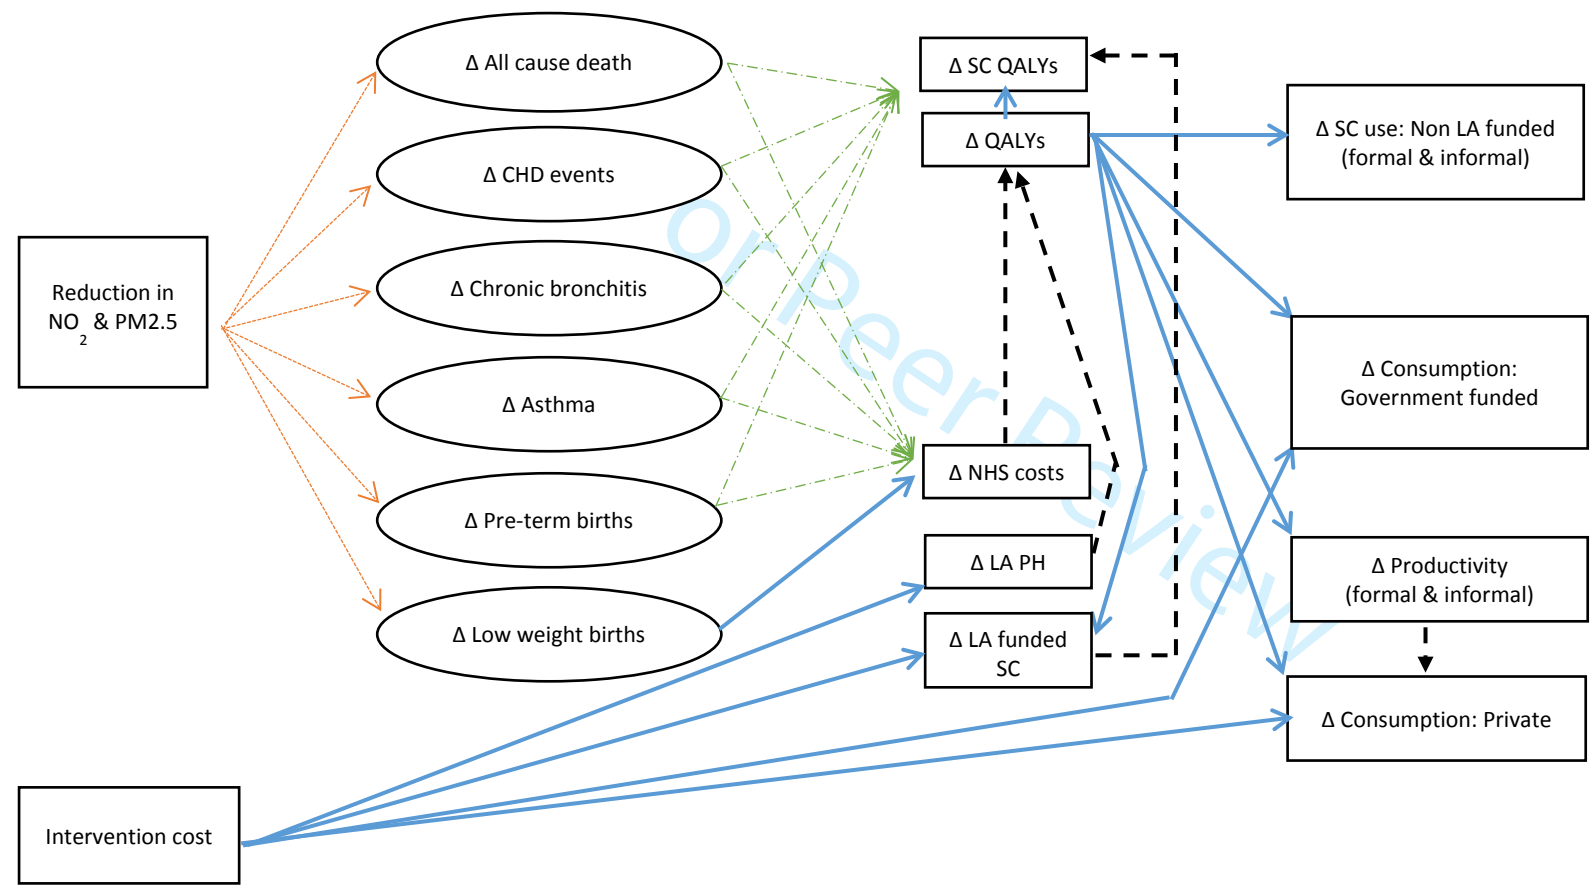 Δ All cause death
Δ CHD events
Δ Chronic bronchitis
Δ Asthma
Δ Pre-term births
Δ Low weight births
Reduction in
NO2 & PM2.5
Intervention cost
Δ SC QALYs
Δ QALYs
Δ NHS costs
Δ LA PH
Δ LA funded
SC
Δ SC use: Non LA funded
(formal & informal)
Δ Consumption:
Government funded
Δ Productivity
(formal & informal)
Δ Consumption: Private
or Peer Review